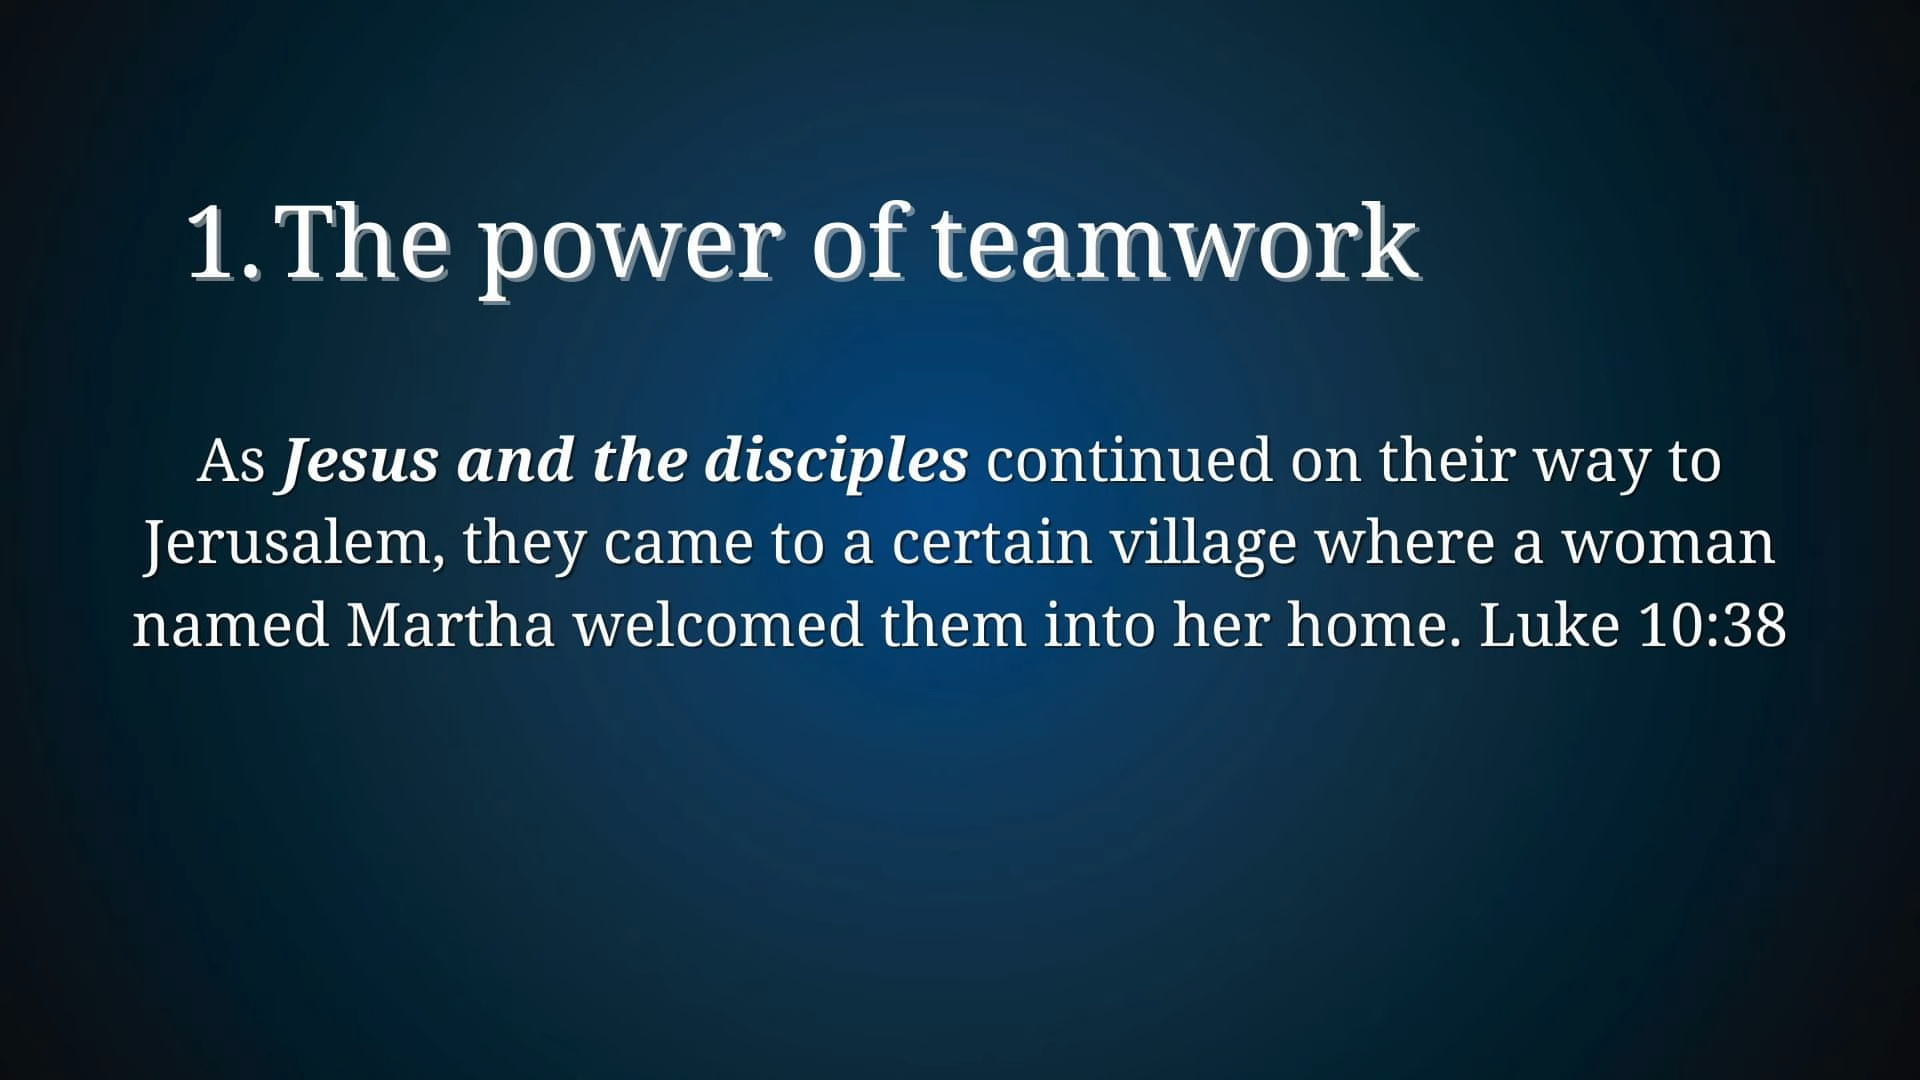 1. The power of teamwork
As Jesus and the disciples continued on their way to
Jerusalem, they came to a certain village where a woman
named Martha welcomed them into her home. Luke 10:38